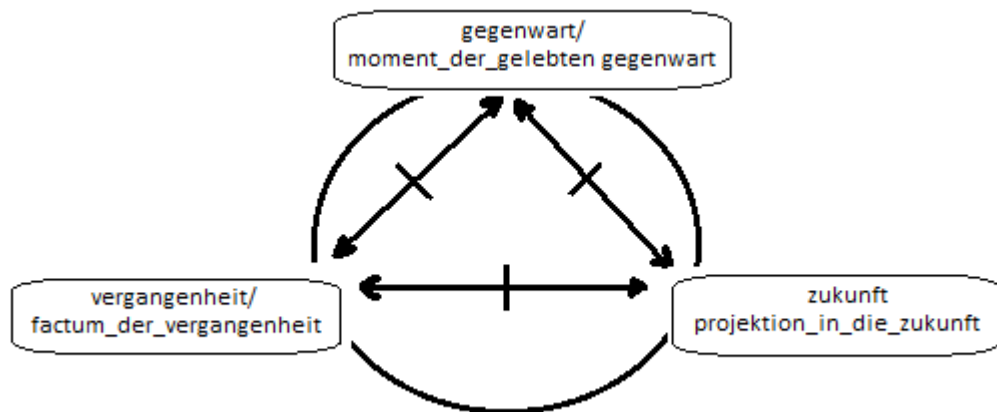 gegenwart/
moment_der_gelebten gegenwart
vergangenheit/
factum_der_vergangenheit
zukunft
projektion_in_die_zukunft